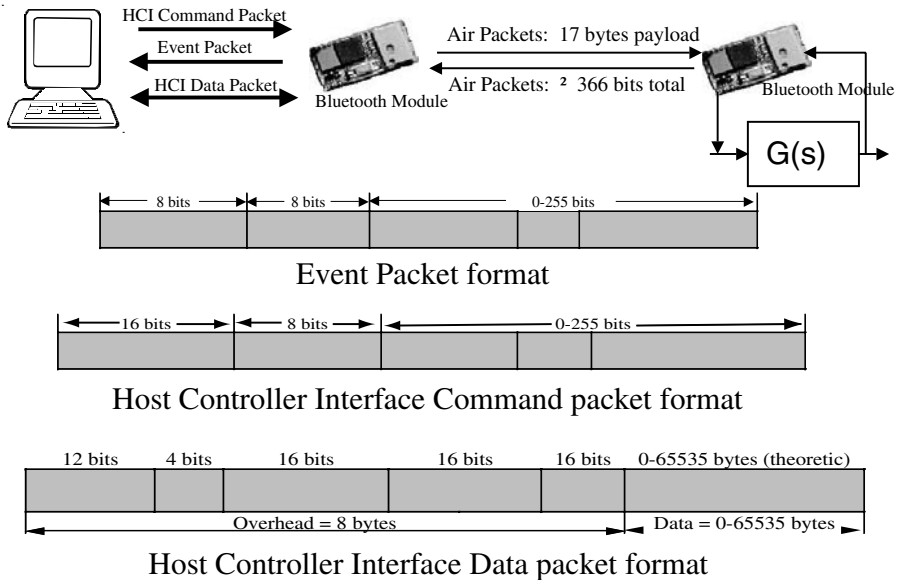 HCI Command Packet
Event Packet
HCI Data Packet
Bluetooth Module
Air Packets: 17 bytes payload
Air Packets: ² 366 bits total
Bluetooth Module
G(s)
8 bits
8 bits
0-255 bits
Event Packet format
16 bits
8 bits
0-255 bits
Host Controller Interface Command packet format
12 bits
4 bits
16 bits
16 bits
16 bits
0-65535 bytes (theoretic)
Overhead = 8 bytes
Data = 0-65535 bytes
Host Controller Interface Data packet format